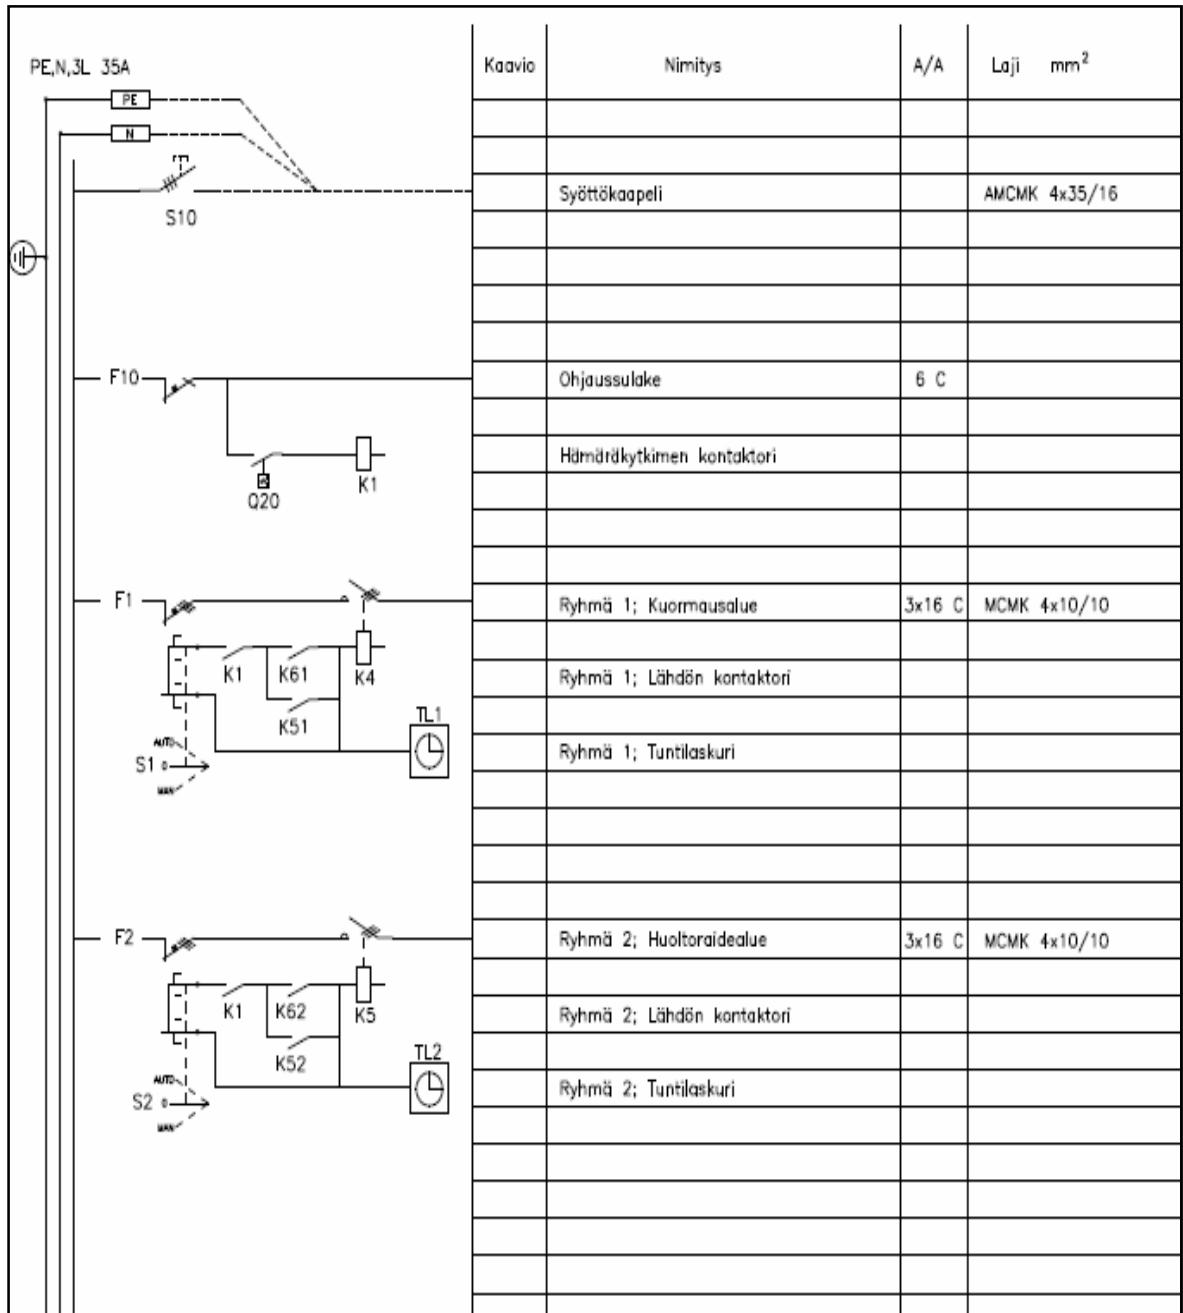 PE,N,3L 35A
Kaavio Nimitys A/A Laji mm²
PE
N
S10
Syöttökaapeli AMCMK 4x35/16
F10 Ohjaussulake 6 C
Q20 K1 Hämäräkytkimen kontaktori
F1 Ryhmä 1; Kuormausalue 3x16 C MCMK 4x10/10
K1 K61 K4 Ryhmä 1; Lähdön kontaktori
K51 TL1
AUTO
S1 0 Ryhmä 1; Tuntilaskuri
MAN
F2 Ryhmä 2; Huoltoraidealue 3x16 C MCMK 4x10/10
K1 K62 K5 Ryhmä 2; Lähdön kontaktori
K52 TL2
AUTO
S2 0 Ryhmä 2; Tuntilaskuri
MAN